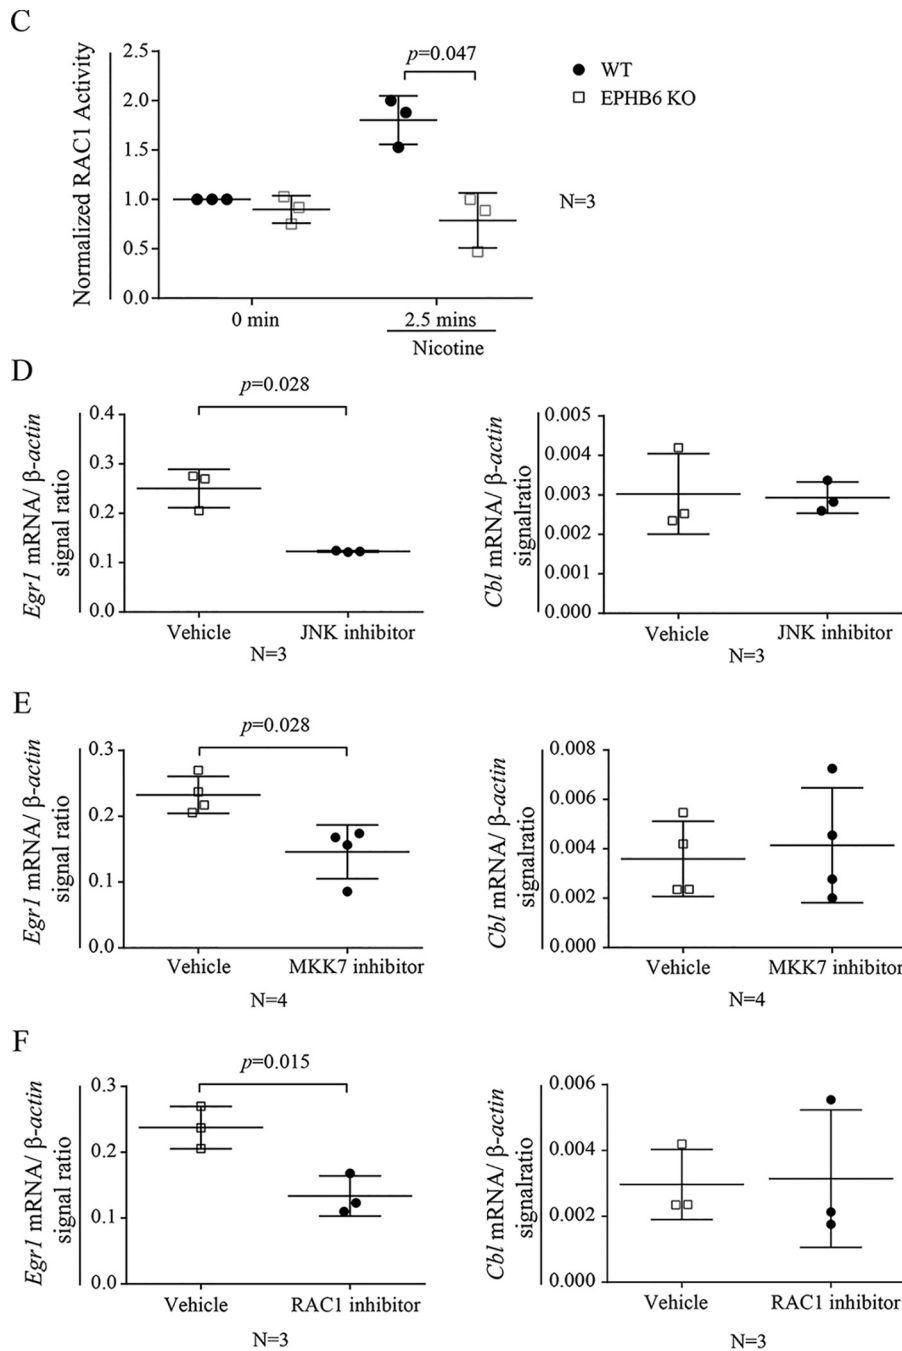 C
Normalized RAC1 Activity
2.5
2.0
1.5
1.0
0.5
0.0
p=0.047
WT
EPHB6 KO
N=3
0 min
2.5 mins
Nicotine
D
Egr1 mRNA/ β-actin
signal ratio
0.4
0.3
0.2
0.1
0.0
p=0.028
Vehicle
JNK inhibitor
N=3
Cbl mRNA/ β-actin
signalratio
0.005
0.004
0.003
0.002
0.001
0.000
Vehicle
JNK inhibitor
N=3
E
Egr1 mRNA/ β-actin
signal ratio
0.3
0.2
0.1
0.0
p=0.028
Vehicle
MKK7 inhibitor
N=4
Cbl mRNA/ β-actin
signalratio
0.008
0.006
0.004
0.002
0.000
Vehicle
MKK7 inhibitor
N=4
F
Egr1 mRNA/ β-actin
signal ratio
0.3
0.2
0.1
0.0
p=0.015
Vehicle
RAC1 inhibitor
N=3
Cbl mRNA/ β-actin
signalratio
0.006
0.004
0.002
0.000
Vehicle
RAC1 inhibitor
N=3